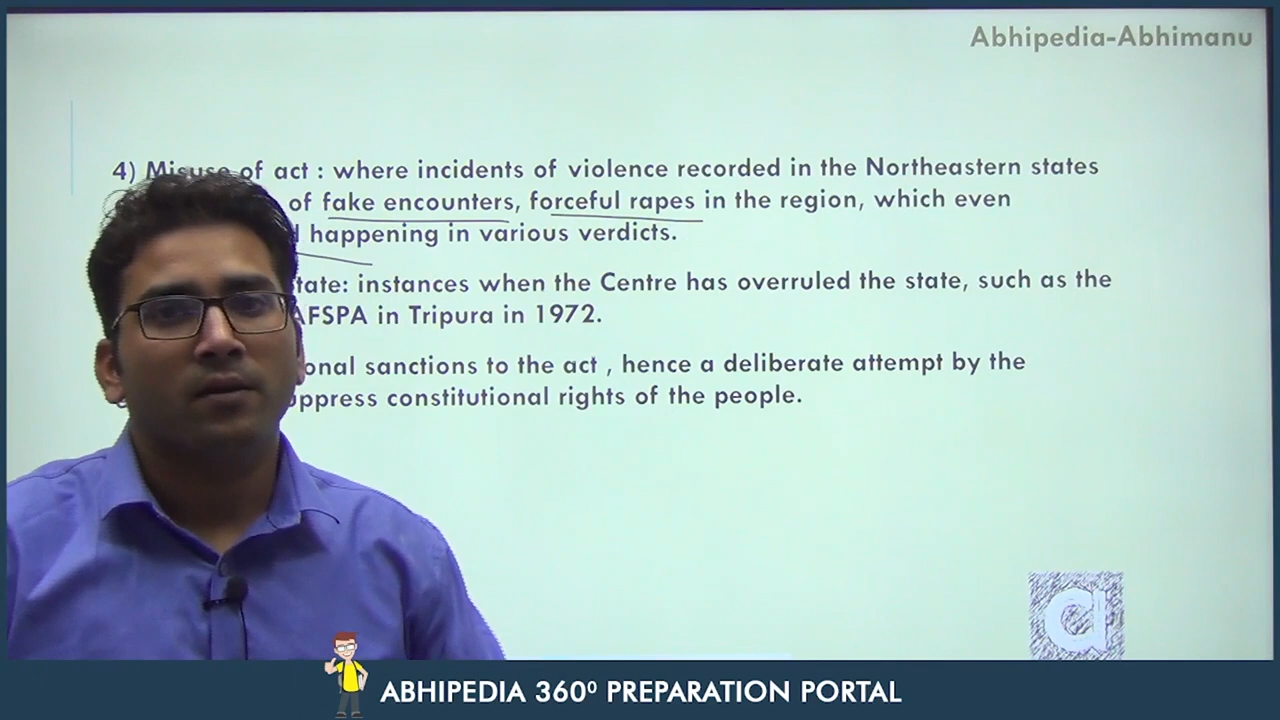 Abhipedia-Abhimanu
4) Misuse of act : where incidents of violence recorded in the Northeastern states
of fake encounters, forceful rapes in the region, which even
happening in various verdicts.
tate: instances when the Centre has overruled the state, such as the
AFSPA in Tripura in 1972.
onal sanctions to the act , hence a deliberate attempt by the
ppress constitutional rights of the people.
a
ABHIPEDIA 360⁰ PREPARATION PORTAL